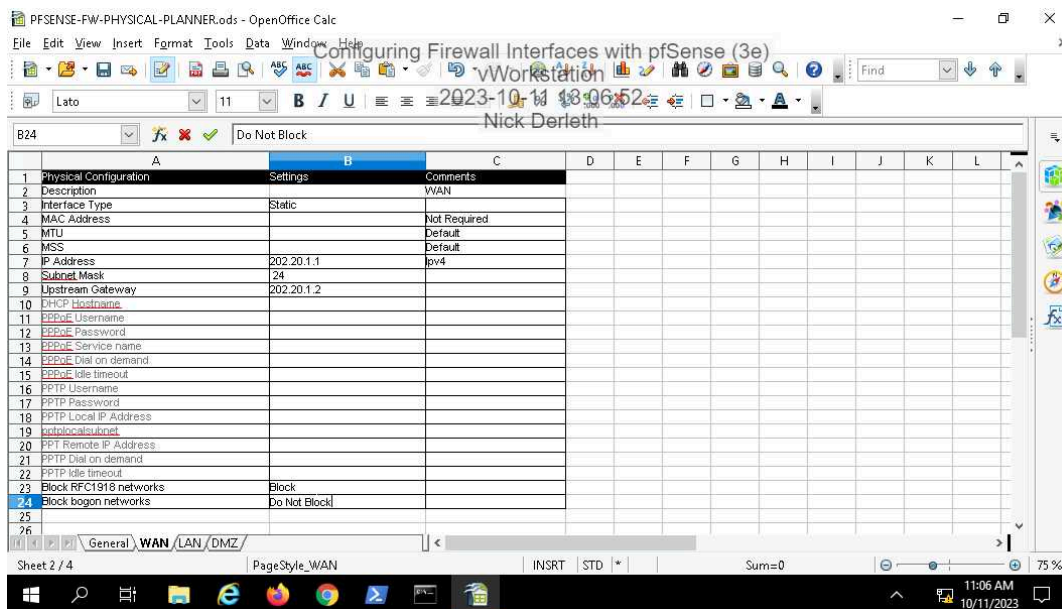 PFSENSE-FW-PHYSICAL-PLANNER.ods - OpenOffice Calc
File Edit View Insert Format Tools Data Window Help
Configuring Firewall Interfaces with pfSense (3e)
vWorkstation
2023-10-11 18:06:52
Nick Derleth
Find
Lato 11 B I U
B24 Do Not Block
A B C D E F G H I J K L
1 Physical Configuration Settings Comments
2 Description WAN
3 Interface Type Static
4 MAC Address Not Required
5 MTU Default
6 MSS Default
7 IP Address 202.20.1.1 Ipv4
8 Subnet Mask 24
9 Upstream Gateway 202.20.1.2
10 DHCP Hostname
11 PPPoE Username
12 PPPoE Password
13 PPPoE Service name
14 PPPoE Dial on demand
15 PPPoE Idle timeout
16 PPTP Username
17 PPTP Password
18 PPTP Local IP Address
19 pptplocalsubnet
20 PPT Remote IP Address
21 PPTP Dial on demand
22 PPTP Idle timeout
23 Block RFC1918 networks Block
24 Block bogon networks Do Not Block
25
26
General WAN LAN DMZ
Sheet 2 / 4 PageStyle_WAN INSRT STD * Sum=0 75 %
11:06 AM
10/11/2023